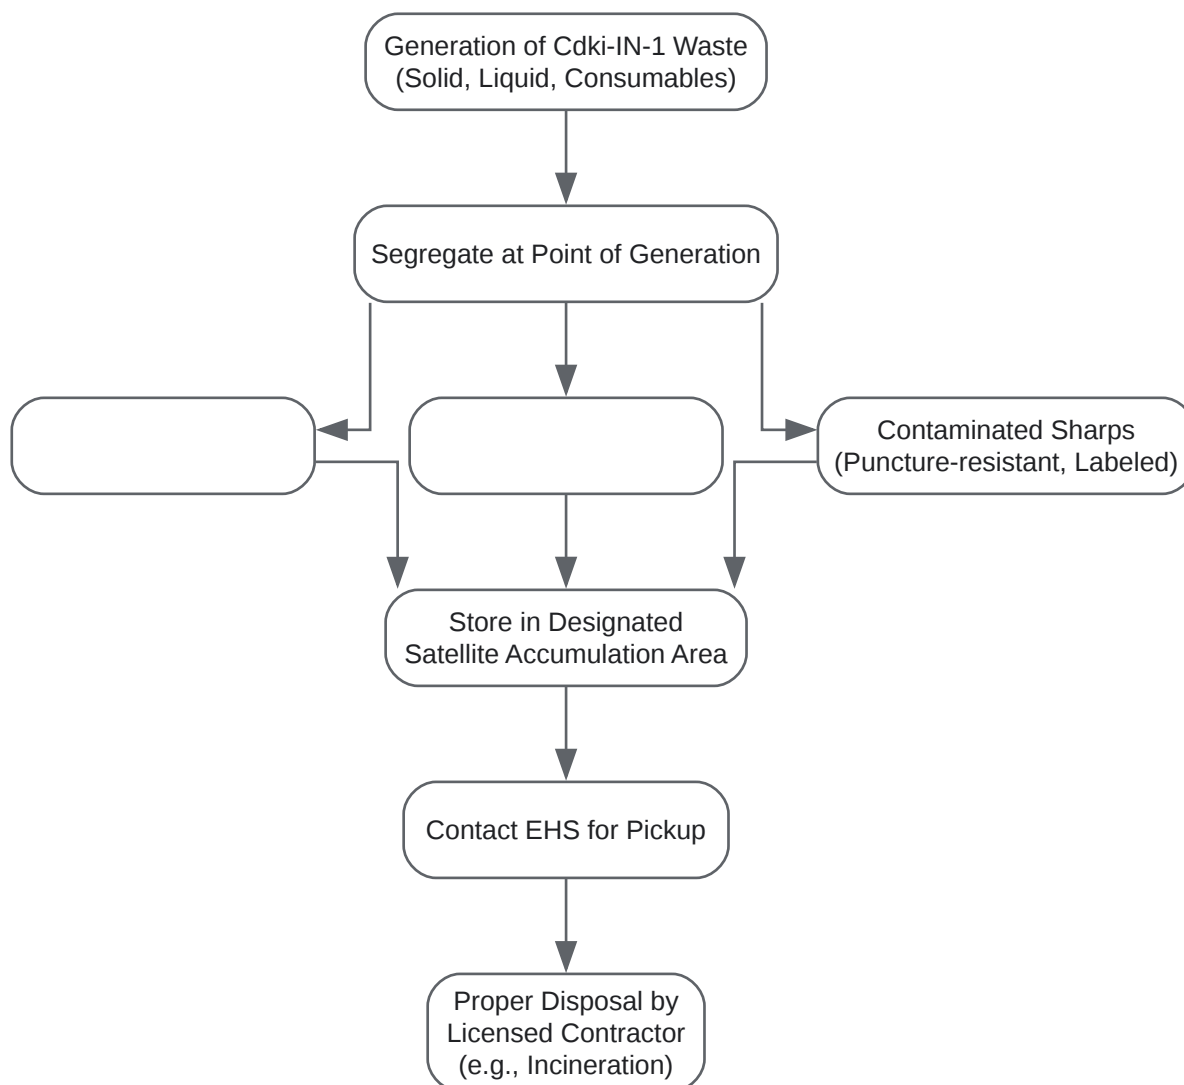 Generation of Cdki-IN-1 Waste
(Solid, Liquid, Consumables)
Segregate at Point of Generation
Contaminated Sharps
(Puncture-resistant, Labeled)
Store in Designated
Satellite Accumulation Area
Contact EHS for Pickup
Proper Disposal by
Licensed Contractor
(e.g., Incineration)